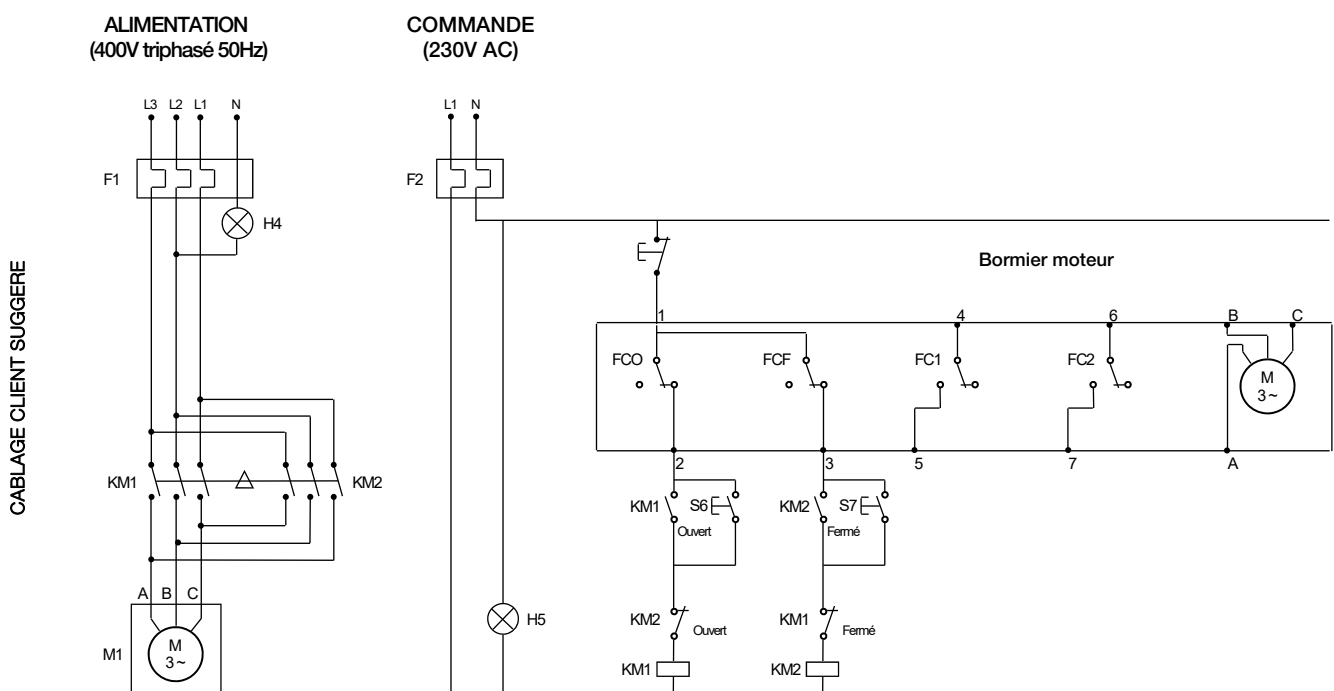 ALIMENTATION
(400V triphasé 50Hz)
COMMANDE
(230V AC)
L3 L2 L1 N
L1 N
F1
F2
H4
Bormier moteur
CABLAGE CLIENT SUGGERE
1 4 6 B C
FCO FCF FC1 FC2
M
3~
2 3 5 7 A
KM1 KM2
KM1 S6 KM2 S7
Ouvert Fermé
A B C
H5
KM2 Ouvert KM1 Fermé
M1
M
3~
KM1 KM2